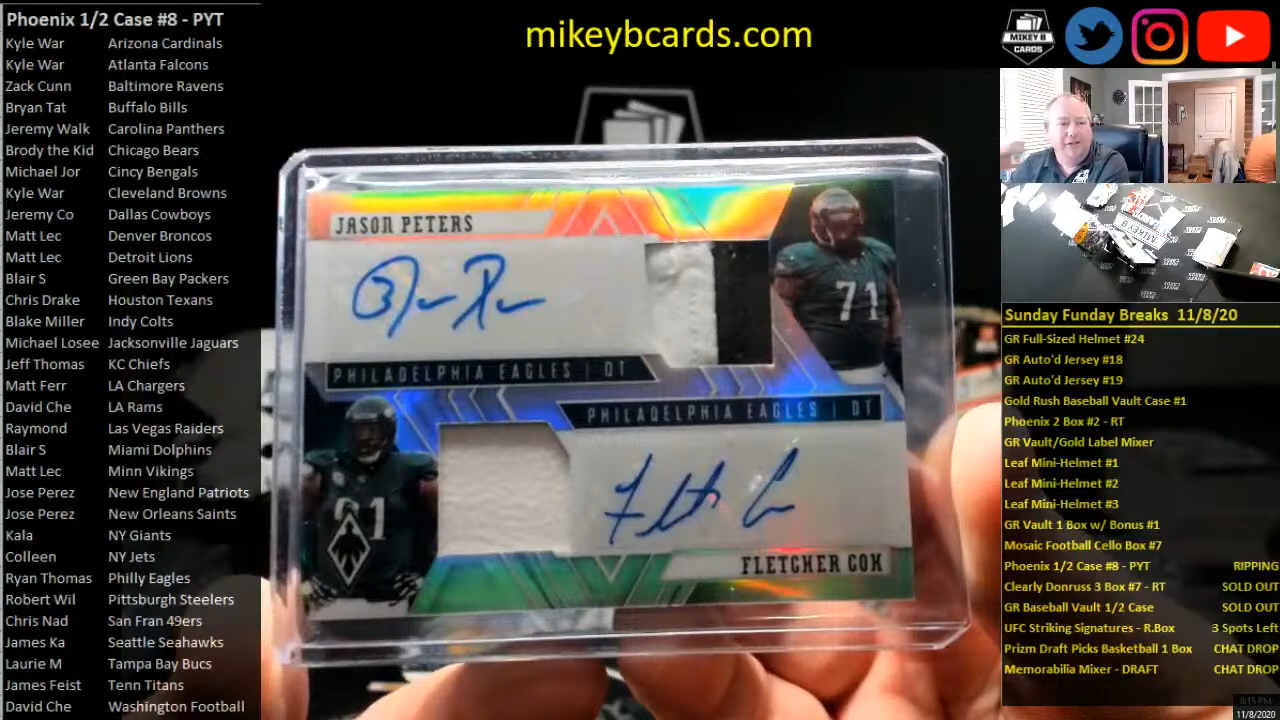 Phoenix 1/2 Case #8 - PYT
Kyle War Arizona Cardinals
Kyle War Atlanta Falcons
Zack Cunn Baltimore Ravens
Bryan Tat Buffalo Bills
Jeremy Walk Carolina Panthers
Brody the Kid Chicago Bears
Michael Jor Cincy Bengals
Kyle War Cleveland Browns
Jeremy Co Dallas Cowboys
Matt Lec Denver Broncos
Matt Lec Detroit Lions
Blair S Green Bay Packers
Chris Drake Houston Texans
Blake Miller Indy Colts
Michael Losee Jacksonville Jaguars
Jeff Thomas KC Chiefs
Matt Ferr LA Chargers
David Che LA Rams
Raymond Las Vegas Raiders
Blair S Miami Dolphins
Matt Lec Minn Vikings
Jose Perez New England Patriots
Jose Perez New Orleans Saints
Kala NY Giants
Colleen NY Jets
Ryan Thomas Philly Eagles
Robert Wil Pittsburgh Steelers
Chris Nad San Fran 49ers
James Ka Seattle Seahawks
Laurie M Tampa Bay Bucs
James Feist Tenn Titans
David Che Washington Football
mikeybcards.com
JASON PETERS
71
PHILADELPHIA EAGLES | DT
PHILADELPHIA EAGLES | DT
91
FLETCHER COX
MIKEY B
CARDS
MIKEY B
Sunday Funday Breaks 11/8/20
GR Full-Sized Helmet #24
GR Auto'd Jersey #18
GR Auto'd Jersey #19
Gold Rush Baseball Vault Case #1
Phoenix 2 Box #2 - RT
GR Vault/Gold Label Mixer
Leaf Mini-Helmet #1
Leaf Mini-Helmet #2
Leaf Mini-Helmet #3
GR Vault 1 Box w/ Bonus #1
Mosaic Football Cello Box #7
Phoenix 1/2 Case #8 - PYT RIPPING
Clearly Donruss 3 Box #7 - RT SOLD OUT
GR Baseball Vault 1/2 Case SOLD OUT
UFC Striking Signatures - R.Box 3 Spots Left
Prizm Draft Picks Basketball 1 Box CHAT DROP
Memorabilia Mixer - DRAFT CHAT DROP
8:15 PM
11/8/2020